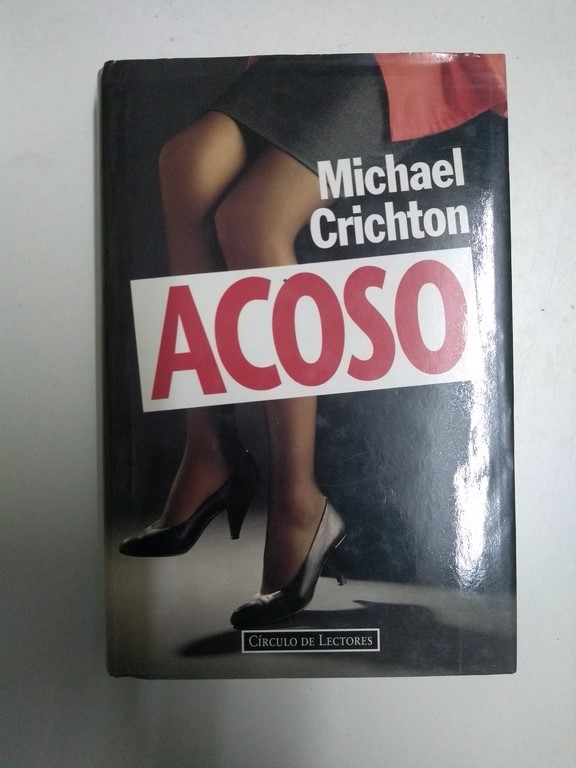 Michael
Crichton
ACOSO
CÍRCULO DE LECTORES